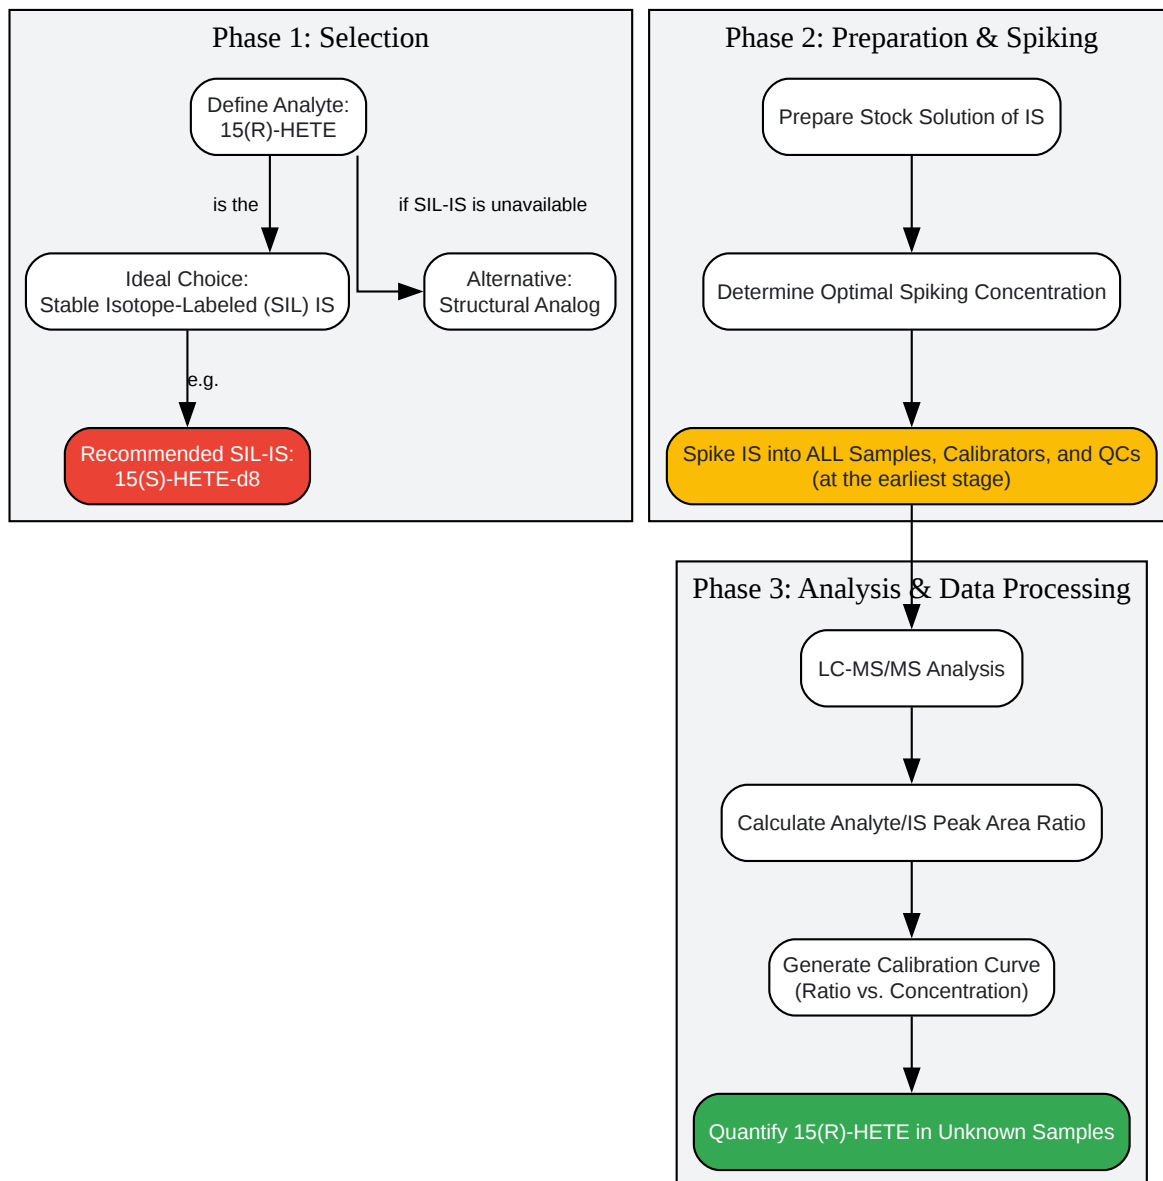 Phase 1: Selection
Define Analyte:
15(R)-HETE
is the
if SIL-IS is unavailable
Ideal Choice:
Stable Isotope-Labeled (SIL) IS
Alternative:
Structural Analog
e.g.
Recommended SIL-IS:
15(S)-HETE-d8
Phase 2: Preparation & Spiking
Prepare Stock Solution of IS
Determine Optimal Spiking Concentration
Spike IS into ALL Samples, Calibrators, and QCs
(at the earliest stage)
Phase 3: Analysis & Data Processing
LC-MS/MS Analysis
Calculate Analyte/IS Peak Area Ratio
Generate Calibration Curve
(Ratio vs. Concentration)
Quantify 15(R)-HETE in Unknown Samples